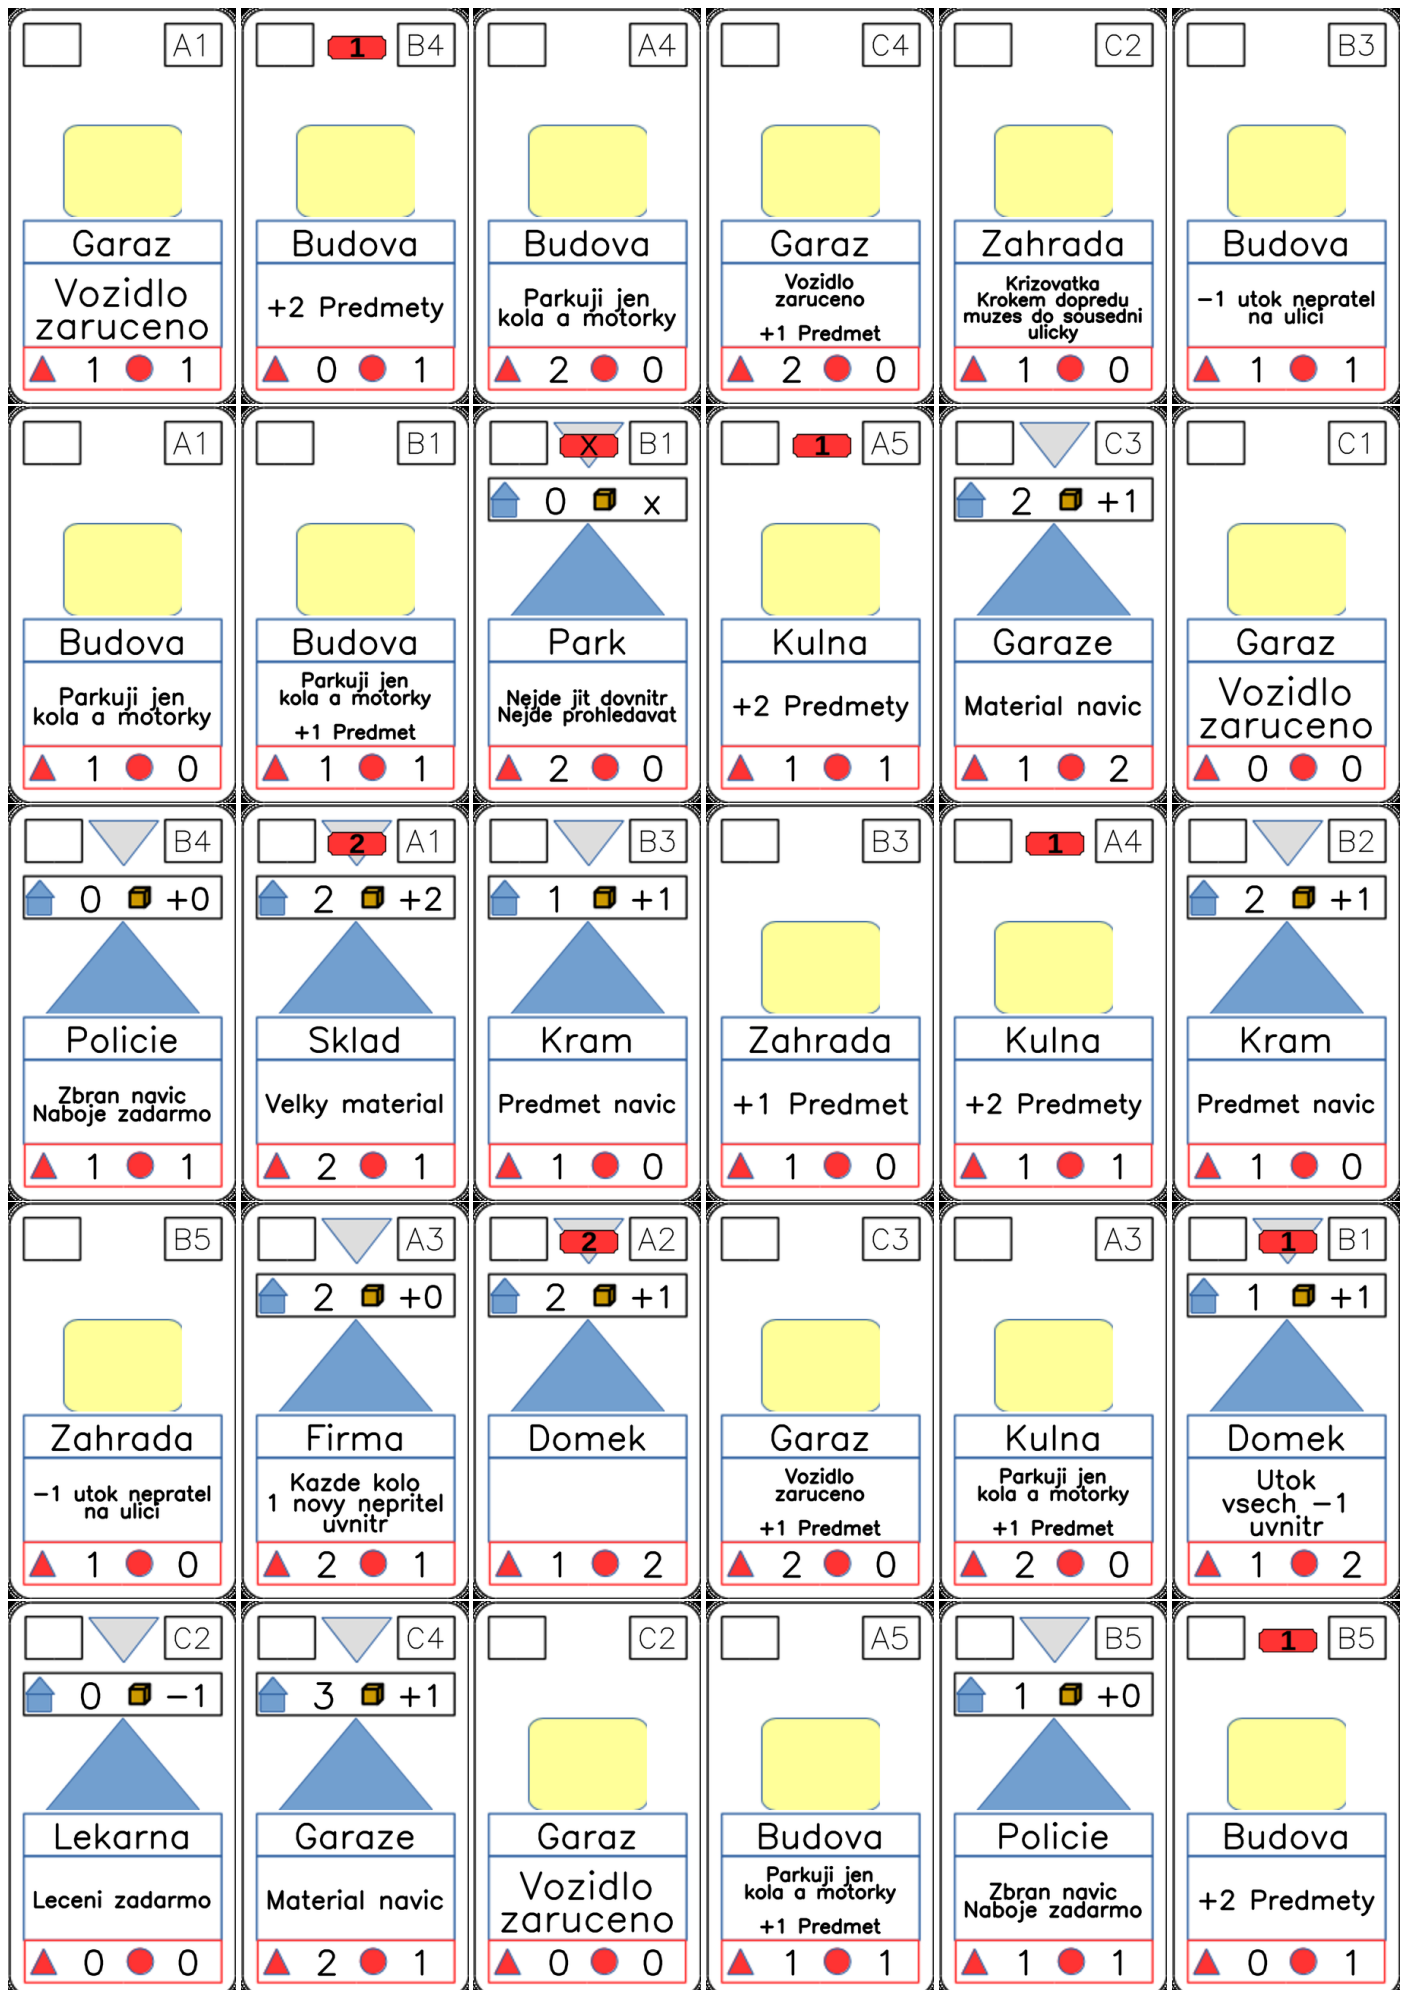 A1
Garaz
Vozidlo
zaruceno
1 1
1 B4
Budova
+2 Predmety
0 1
A4
Budova
Parkuji jen
kola a motorky
2 0
C4
Garaz
Vozidlo
zaruceno
+1 Predmet
2 0
C2
Zahrada
Krizovatka
Krokem dopredu
muzes do sousedni
ulicky
1 0
B3
Budova
-1 utok nepratel
na ulici
1 1
A1
Budova
Parkuji jen
kola a motorky
1 0
B1
Budova
Parkuji jen
kola a motorky
+1 Predmet
1 1
X B1
0 x
Park
Nejde jit dovnitr
Nejde prohledavat
2 0
1 A5
Kulna
+2 Predmety
1 1
C3
2 +1
Garaze
Material navic
1 2
C1
Garaz
Vozidlo
zaruceno
0 0
B4
0 +0
Policie
Zbran navic
Naboje zadarmo
1 1
2 A1
2 +2
Sklad
Velky material
2 1
B3
1 +1
Kram
Predmet navic
1 0
B3
Zahrada
+1 Predmet
1 0
1 A4
Kulna
+2 Predmety
1 1
B2
2 +1
Kram
Predmet navic
1 0
B5
Zahrada
-1 utok nepratel
na ulici
1 0
A3
2 +0
Firma
Kazde kolo
1 novy nepritel
uvnitr
2 1
2 A2
2 +1
Domek
1 2
C3
Garaz
Vozidlo
zaruceno
+1 Predmet
2 0
A3
Kulna
Parkuji jen
kola a motorky
+1 Predmet
2 0
1 B1
1 +1
Domek
Utok
vsech -1
uvnitr
1 2
C2
0 -1
Lekarna
Leceni zadarmo
0 0
C4
3 +1
Garaze
Material navic
2 1
C2
Garaz
Vozidlo
zaruceno
0 0
A5
Budova
Parkuji jen
kola a motorky
+1 Predmet
1 1
B5
1 +0
Policie
Zbran navic
Naboje zadarmo
1 1
1 B5
Budova
+2 Predmety
0 1